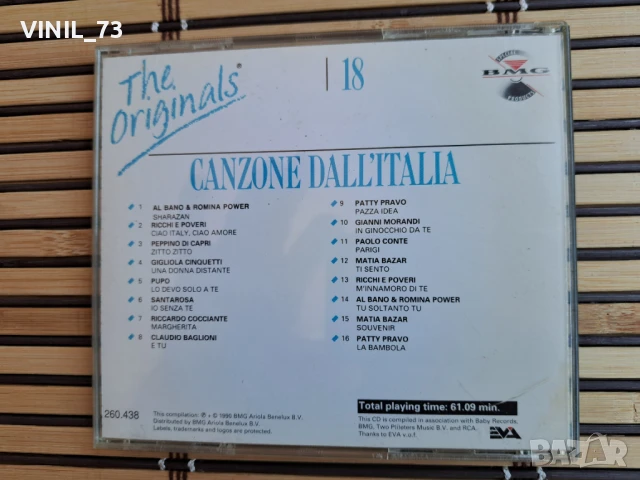 VINIL_73
The
Originals
18
SPECIAL
BMG
PRODUCTS
CANZONE DALL'ITALIA
1 AL BANO & ROMINA POWER
SHARAZAN
2 RICCHI E POVERI
CIAO ITALY, CIAO AMORE
3 PEPPINO DI CAPRI
ZITTO ZITTO
4 GIGLIOLA CINQUETTI
UNA DONNA DISTANTE
5 PUPO
LO DEVO SOLO A TE
6 SANTAROSA
IO SENZA TE
7 RICCARDO COCCIANTE
MARGHERITA
8 CLAUDIO BAGLIONI
E TU
9 PATTY PRAVO
PAZZA IDEA
10 GIANNI MORANDI
IN GINOCCHIO DA TE
11 PAOLO CONTE
PARIGI
12 MATIA BAZAR
TI SENTO
13 RICCHI E POVERI
M'INNAMORO DI TE
14 AL BANO & ROMINA POWER
TU SOLTANTO TU
15 MATIA BAZAR
SOUVENIR
16 PATTY PRAVO
LA BAMBOLA
260.438
This compilation: ℗ + © 1995 BMG Ariola Benelux B.V.
Distributed by BMG Ariola Benelux B.V.
Labels, trademarks and logos are protected.
Total playing time: 61.09 min.
This CD is compiled in association with Baby Records,
BMG, Two Pilaters Music B.V. and RCA.
Thanks to EVA v.o.f.
EVA
BAZAR